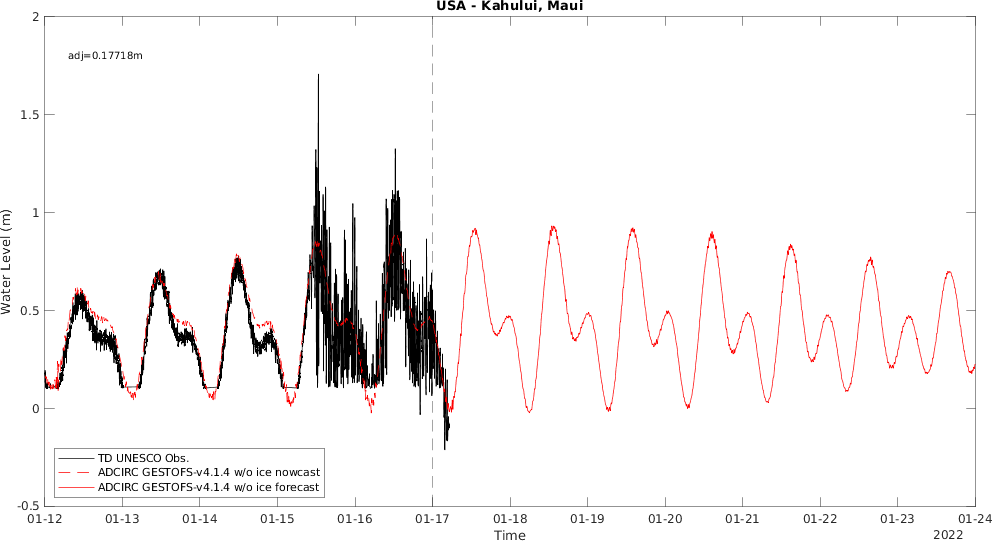 USA - Kahului, Maui
adj=0.17718m
2
1.5
1
0.5
0
-0.5
Water Level (m)
TD UNESCO Obs.
ADCIRC GESTOFS-v4.1.4 w/o ice nowcast
ADCIRC GESTOFS-v4.1.4 w/o ice forecast
01-12 01-13 01-14 01-15 01-16 01-17 01-18 01-19 01-20 01-21 01-22 01-23 01-24
Time
2022